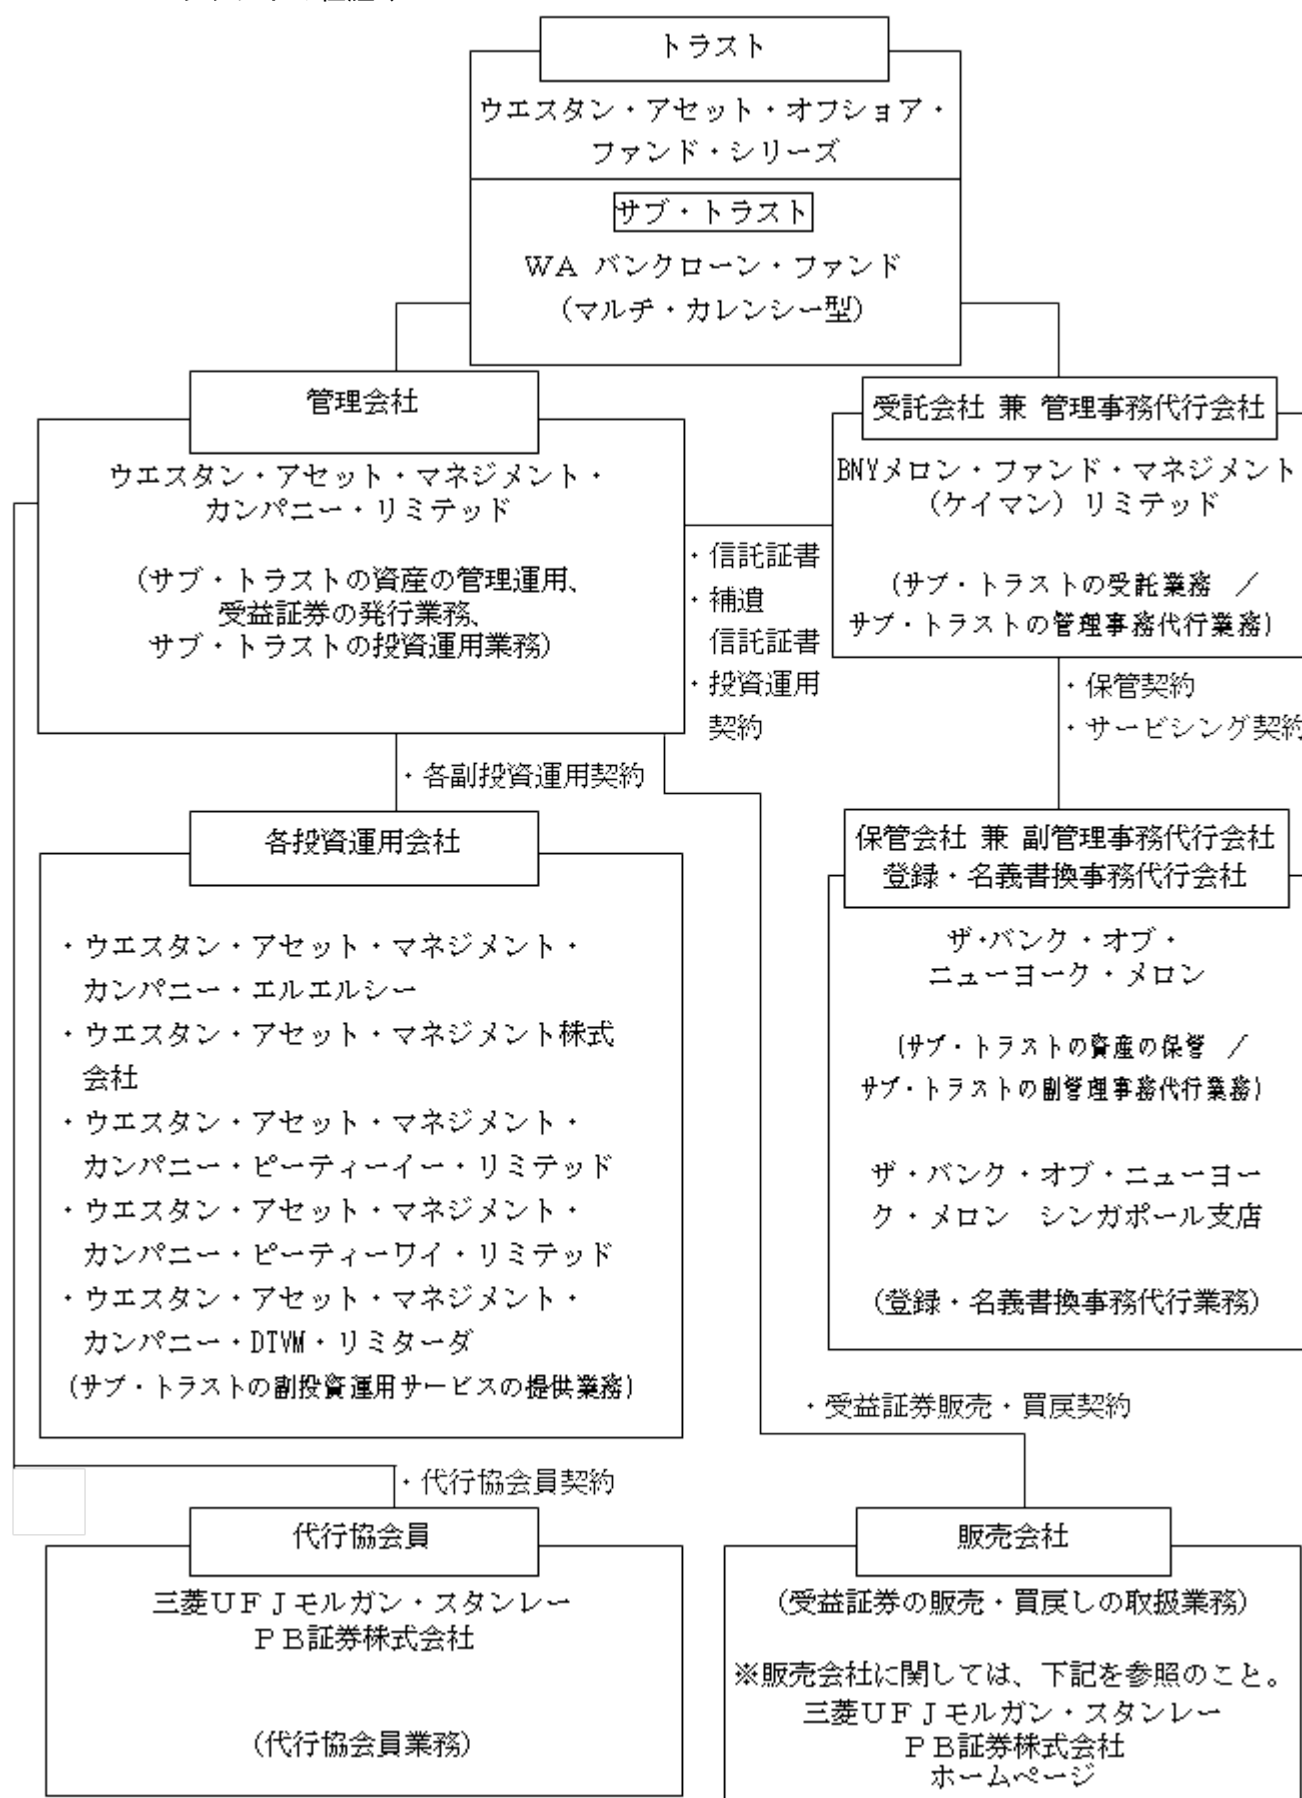 トラスト
ウエスタン・アセット・オフショア・
ファンド・シリーズ
サブ・トラスト
ＷＡ バンクローン・ファンド
（マルチ・カレンシー型）
管理会社
ウエスタン・アセット・マネジメント・
カンパニー・リミテッド
（サブ・トラストの資産の管理運用、
受益証券の発行業務、
サブ・トラストの投資運用業務）
・信託証書
・補遺
信託証書
・投資運用
契約
受託会社 兼 管理事務代行会社
BNYメロン・ファンド・マネジメント
（ケイマン）リミテッド
（サブ・トラストの受託業務 ／
サブ・トラストの管理事務代行業務）
・保管契約
・サービシング契約
・各副投資運用契約
各投資運用会社
・ウエスタン・アセット・マネジメント・
カンパニー・エルエルシー
・ウエスタン・アセット・マネジメント株式
会社
・ウエスタン・アセット・マネジメント・
カンパニー・ピーティーイー・リミテッド
・ウエスタン・アセット・マネジメント・
カンパニー・ピーティーワイ・リミテッド
・ウエスタン・アセット・マネジメント・
カンパニー・DTVM・リミターダ
（サブ・トラストの副投資運用サービスの提供業務）
保管会社 兼 副管理事務代行会社
登録・名義書換事務代行会社
ザ・バンク・オブ・
ニューヨーク・メロン
（サブ・トラストの資産の保管 ／
サブ・トラストの副管理事務代行業務）
ザ・バンク・オブ・ニューヨー
ク・メロン　シンガポール支店
（登録・名義書換事務代行業務）
・受益証券販売・買戻契約
・代行協会員契約
代行協会員
三菱ＵＦＪモルガン・スタンレー
ＰＢ証券株式会社
（代行協会員業務）
販売会社
（受益証券の販売・買戻しの取扱業務）
※販売会社に関しては、下記を参照のこと。
三菱ＵＦＪモルガン・スタンレー
ＰＢ証券株式会社
ホームページ